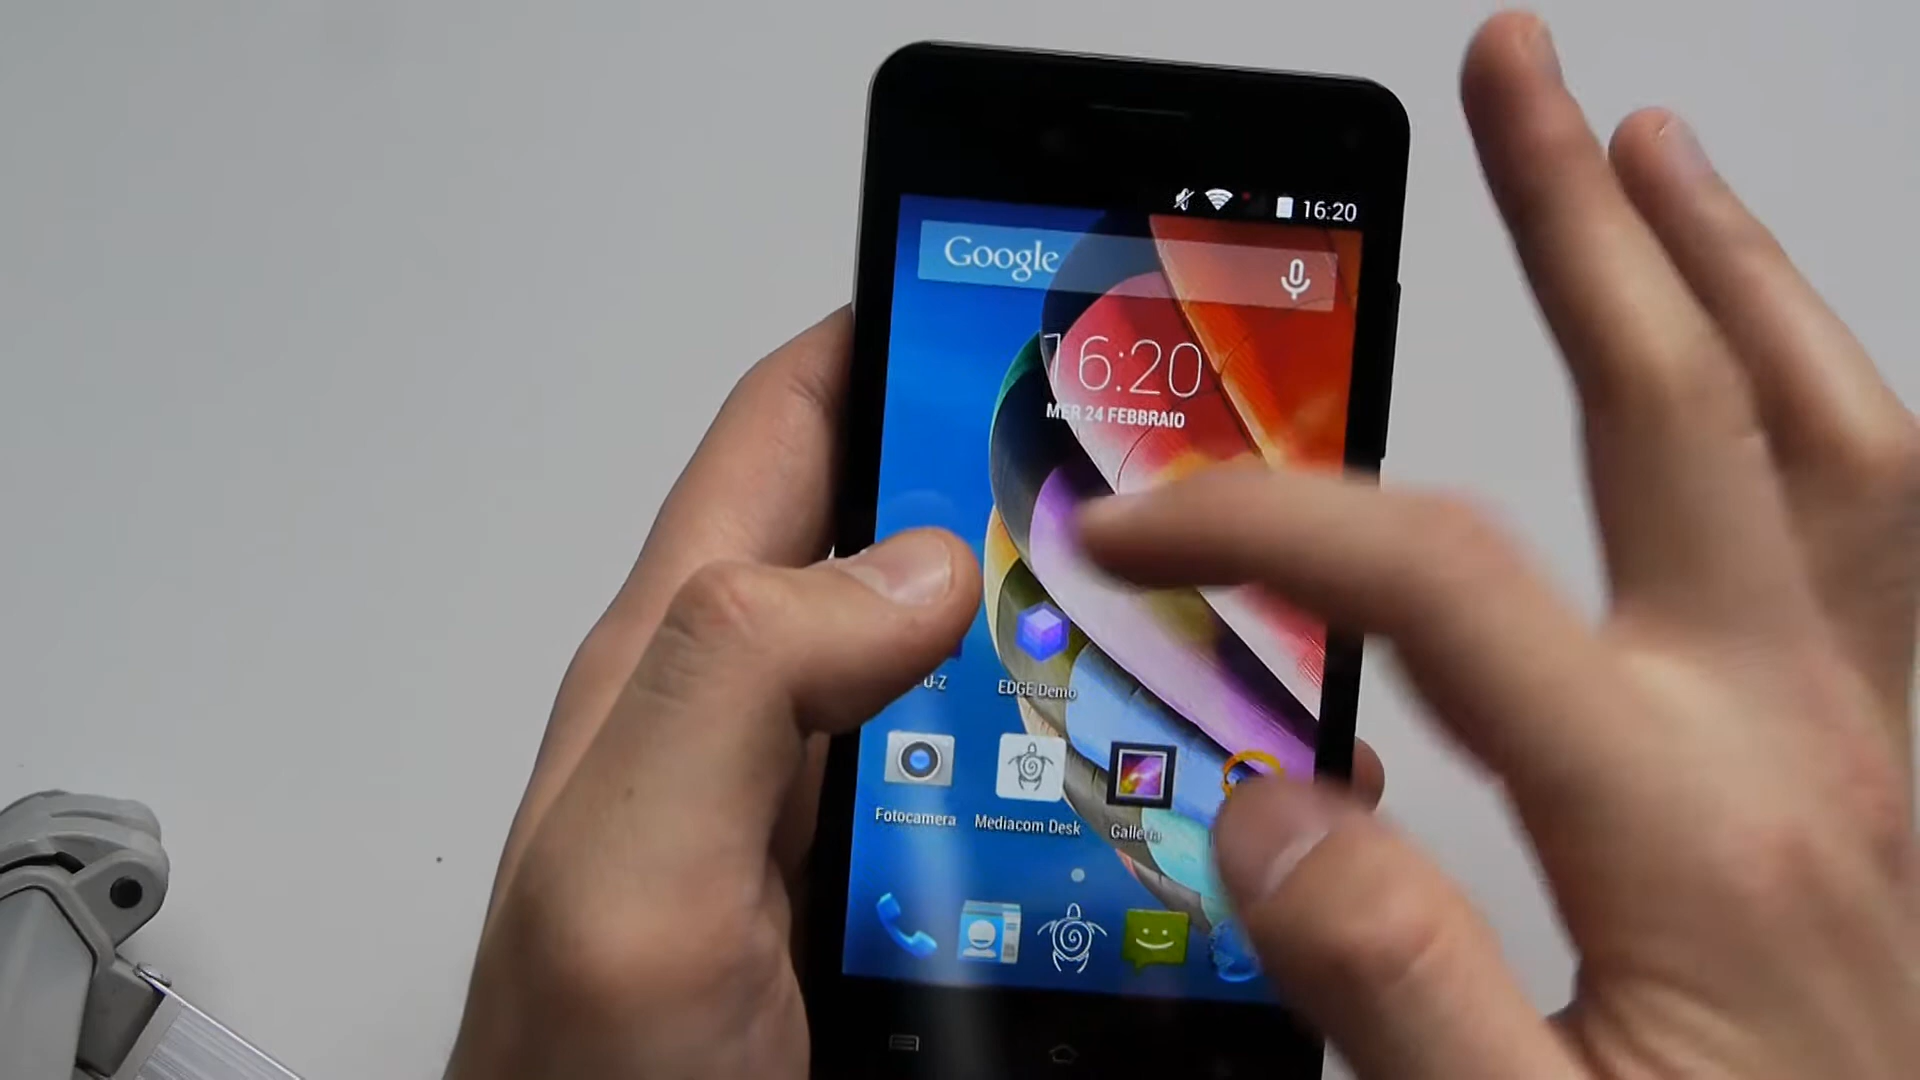 16:20
Google
16:20
MER 24 FEBBRAIO
EDGE Demo
Fotocamera
Mediacom Desk
Galleria